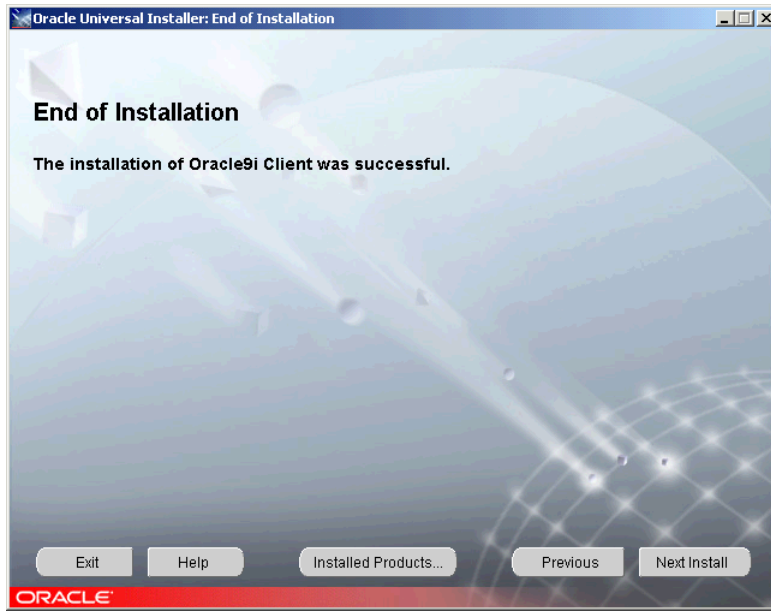 Oracle Universal Installer: End of Installation
End of Installation
The installation of Oracle9i Client was successful.
Exit
Help
Installed Products...
Previous
Next Install
ORACLE